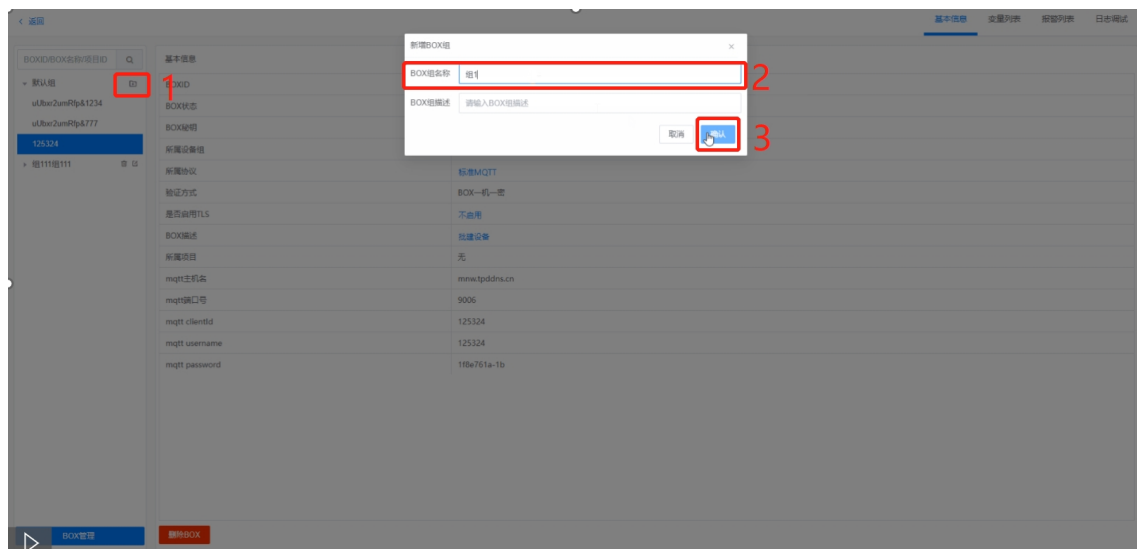 < 返回
基本信息 变量列表 报警列表 日志调试
新增BOX组
BOXID/BOX名称/项目ID
基本信息
BOX组名称 组1
2
默认组
1
BOXID
uUbxr2umRfp&1234
BOX状态
BOX组描述 请输入BOX组描述
uUbxr2umRfp&777
BOX秘钥
取消 确认
3
125324
所属设备组
组111组111
所属协议 标准MQTT
验证方式 BOX一机一密
是否启用TLS 不启用
BOX描述 批建设备
所属项目 无
mqtt主机名 mnw.tpddns.cn
mqtt端口号 9006
mqtt clientId 125324
mqtt username 125324
mqtt password 1f8e761a-1b
BOX管理
删除BOX